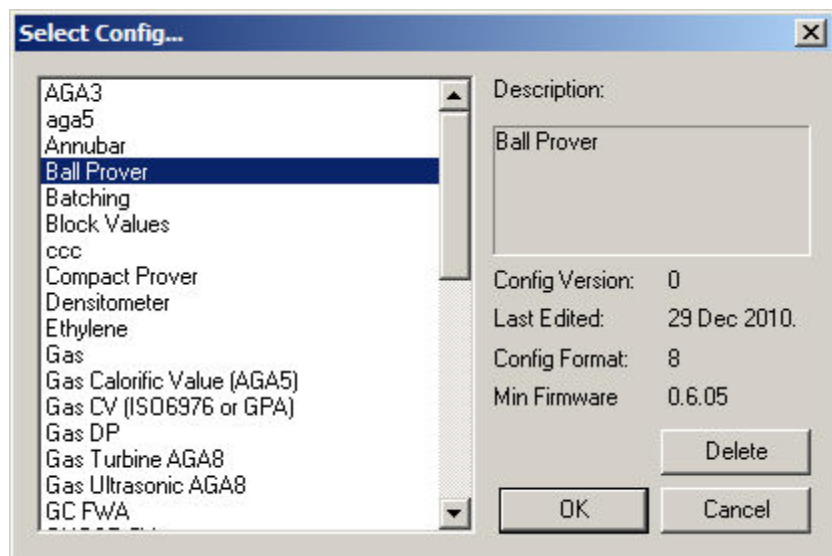 Select Config...
AGA3
aga5
Annubar
Ball Prover
Batching
Block Values
ccc
Compact Prover
Densitometer
Ethylene
Gas
Gas Calorific Value (AGA5)
Gas CV (ISO6976 or GPA)
Gas DP
Gas Turbine AGA8
Gas Ultrasonic AGA8
GC FWA
Description:
Ball Prover
Config Version: 0
Last Edited: 29 Dec 2010.
Config Format: 8
Min Firmware 0.6.05
Delete
OK Cancel